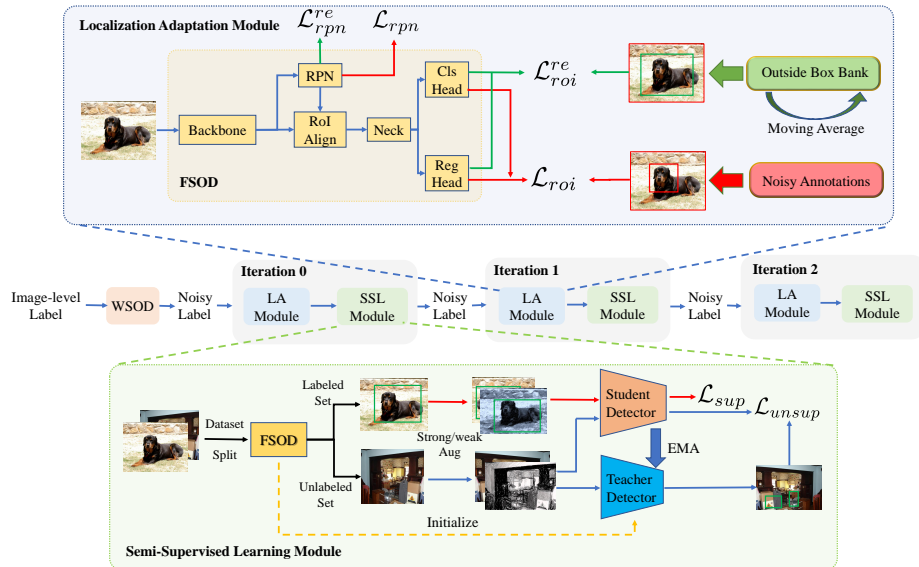 Localization Adaptation Module
ℒ^{re}_{rpn}
ℒ_{rpn}
RPN
Cls
Head
Backbone
RoI
Align
Neck
Reg
Head
FSOD
ℒ^{re}_{roi}
ℒ_{roi}
Outside Box Bank
Moving Average
Noisy Annotations
Image-level
Label
WSOD
Noisy
Label
Iteration 0
LA
Module
SSL
Module
Noisy
Label
Iteration 1
LA
Module
SSL
Module
Noisy
Label
Iteration 2
LA
Module
SSL
Module
Dataset
Split
FSOD
Labeled
Set
Unlabeled
Set
Strong/weak
Aug
Student
Detector
EMA
Teacher
Detector
ℒ_{sup}
ℒ_{unsup}
Initialize
Semi-Supervised Learning Module